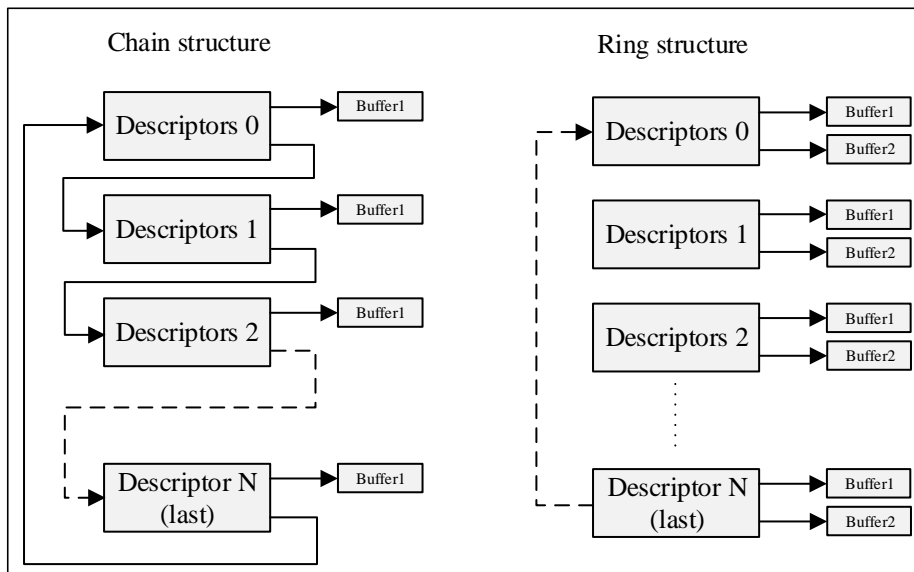 Chain structure
Descriptors 0
Buffer1
Descriptors 1
Buffer1
Descriptors 2
Buffer1
Descriptor N
(last)
Buffer1
Ring structure
Descriptors 0
Buffer1
Buffer2
Descriptors 1
Buffer1
Buffer2
Descriptors 2
Buffer1
Buffer2
Descriptor N
(last)
Buffer1
Buffer2